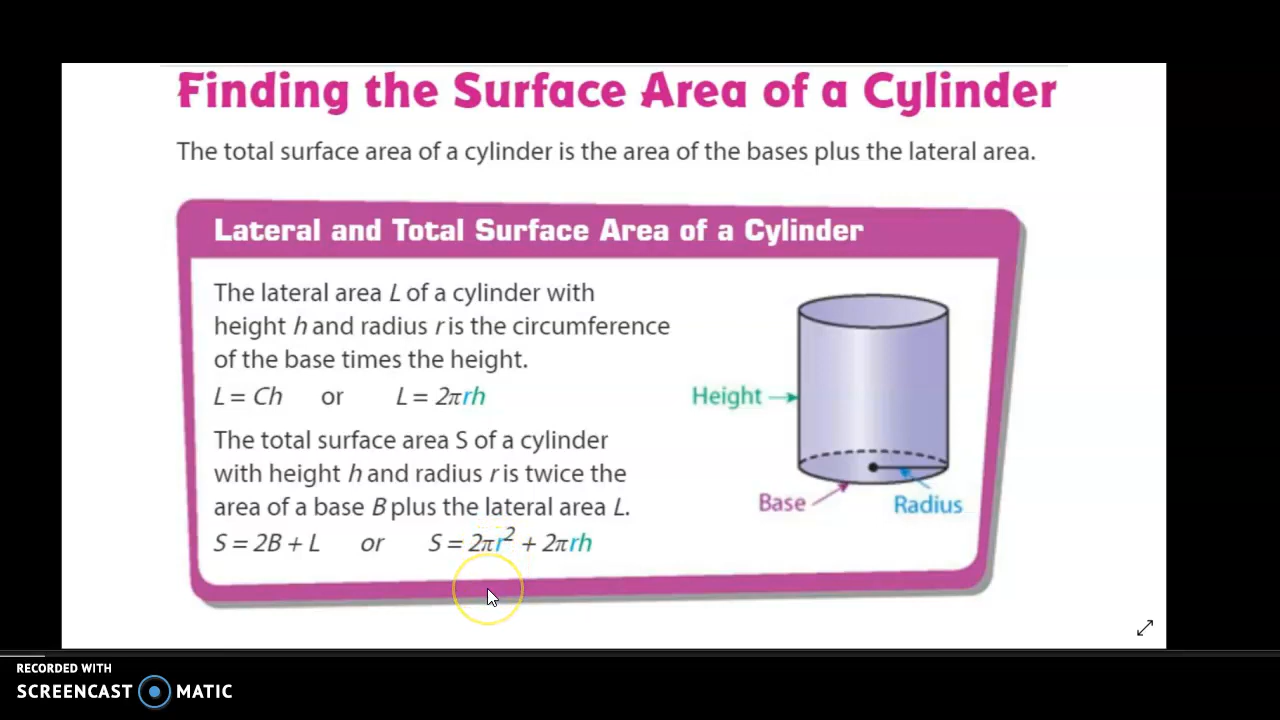 Finding the Surface Area of a Cylinder
The total surface area of a cylinder is the area of the bases plus the lateral area.
Lateral and Total Surface Area of a Cylinder
The lateral area L of a cylinder with
height h and radius r is the circumference
of the base times the height.
L = Ch or L = 2πrh
The total surface area S of a cylinder
with height h and radius r is twice the
area of a base B plus the lateral area L.
S = 2B + L or S = 2πr² + 2πrh
Height
Base
Radius
RECORDED WITH
SCREENCAST MATIC